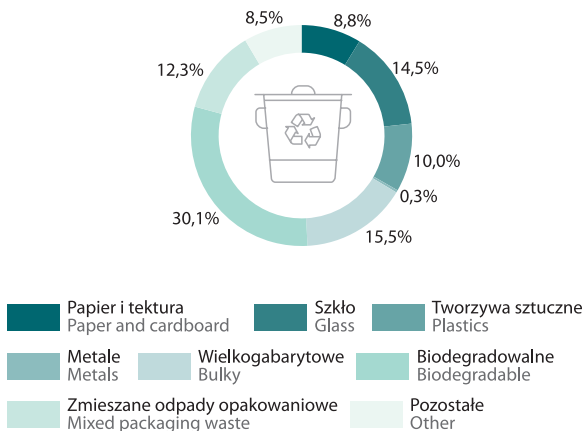 8,5%
8,8%
12,3%
14,5%
10,0%
0,3%
30,1%
15,5%
Papier i tektura
Paper and cardboard
Szkło
Glass
Tworzywa sztuczne
Plastics
Metale
Metals
Wielkogabarytowe
Bulky
Biodegradowalne
Biodegradable
Zmieszane odpady opakowaniowe
Mixed packaging waste
Pozostałe
Other